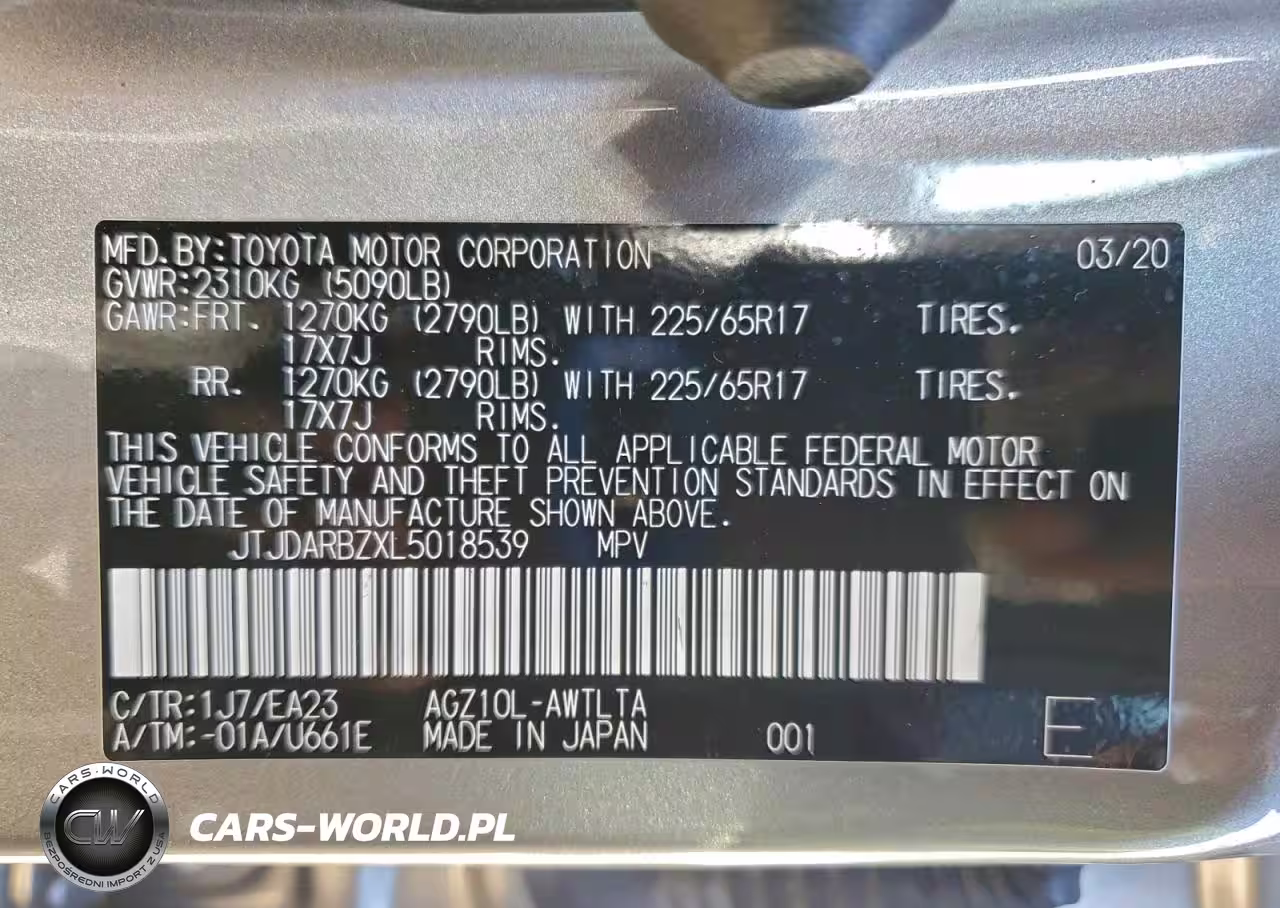 MFD.BY:TOYOTA MOTOR CORPORATION 03/20
GVWR:2310KG (5090LB)
GAWR:FRT. 1270KG (2790LB) WITH 225/65R17 TIRES.
17X7J RIMS.
RR. 1270KG (2790LB) WITH 225/65R17 TIRES.
17X7J RIMS.
THIS VEHICLE CONFORMS TO ALL APPLICABLE FEDERAL MOTOR
VEHICLE SAFETY AND THEFT PREVENTION STANDARDS IN EFFECT ON
THE DATE OF MANUFACTURE SHOWN ABOVE.
JTJDARBZXL5018539 MPV
C/TR:1J7/EA23 AGZ10L-AWTLTA
A/TM:-01A/U661E MADE IN JAPAN 001 E
CARS-WORLD
CW
BEZPOŚREDNI IMPORT Z USA
CARS-WORLD.PL